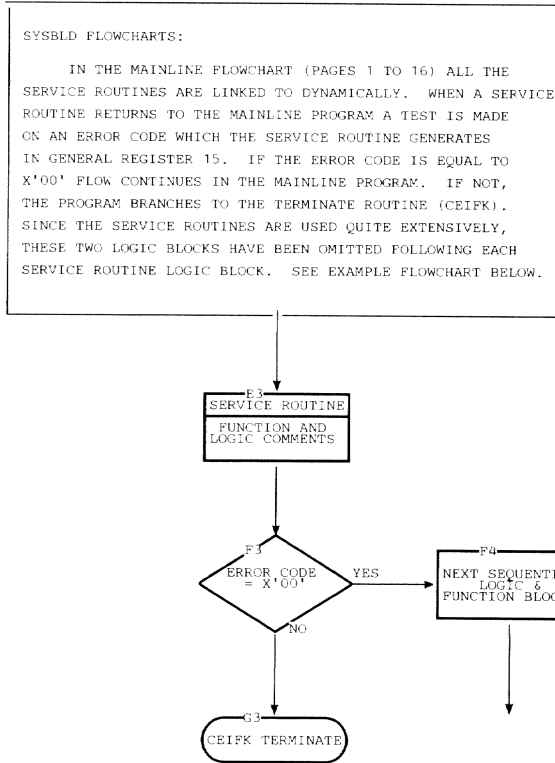 SYSBLD FLOWCHARTS:
IN THE MAINLINE FLOWCHART (PAGES 1 TO 16) ALL THE
SERVICE ROUTINES ARE LINKED TO DYNAMICALLY. WHEN A SERVICE
ROUTINE RETURNS TO THE MAINLINE PROGRAM A TEST IS MADE
ON AN ERROR CODE WHICH THE SERVICE ROUTINE GENERATES
IN GENERAL REGISTER 15. IF THE ERROR CODE IS EQUAL TO
X'00' FLOW CONTINUES IN THE MAINLINE PROGRAM. IF NOT,
THE PROGRAM BRANCHES TO THE TERMINATE ROUTINE (CEIFK).
SINCE THE SERVICE ROUTINES ARE USED QUITE EXTENSIVELY,
THESE TWO LOGIC BLOCKS HAVE BEEN OMITTED FOLLOWING EACH
SERVICE ROUTINE LOGIC BLOCK. SEE EXAMPLE FLOWCHART BELOW.
E3
SERVICE ROUTINE
FUNCTION AND
LOGIC COMMENTS
F3
ERROR CODE
= X'00'
YES
NO
F4
NEXT SEQUENTI
LOGIC &
FUNCTION BLOC
G3
CEIFK TERMINATE